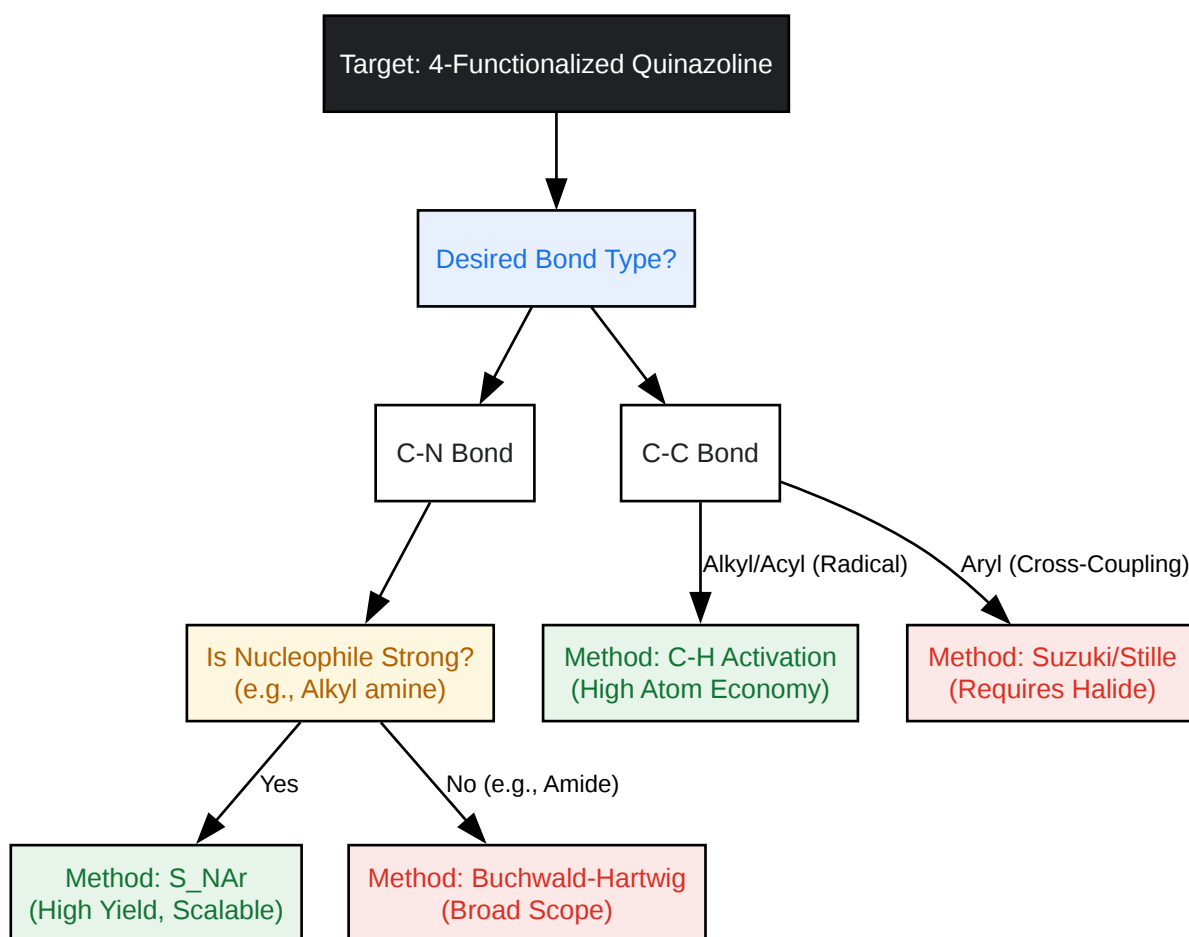 Target: 4-Functionalized Quinazoline
Desired Bond Type?
C-N Bond
C-C Bond
Alkyl/Acyl (Radical)
Aryl (Cross-Coupling)
Is Nucleophile Strong?
(e.g., Alkyl amine)
Method: C-H Activation
(High Atom Economy)
Method: Suzuki/Stille
(Requires Halide)
Yes
No (e.g., Amide)
Method: S_NAr
(High Yield, Scalable)
Method: Buchwald-Hartwig
(Broad Scope)